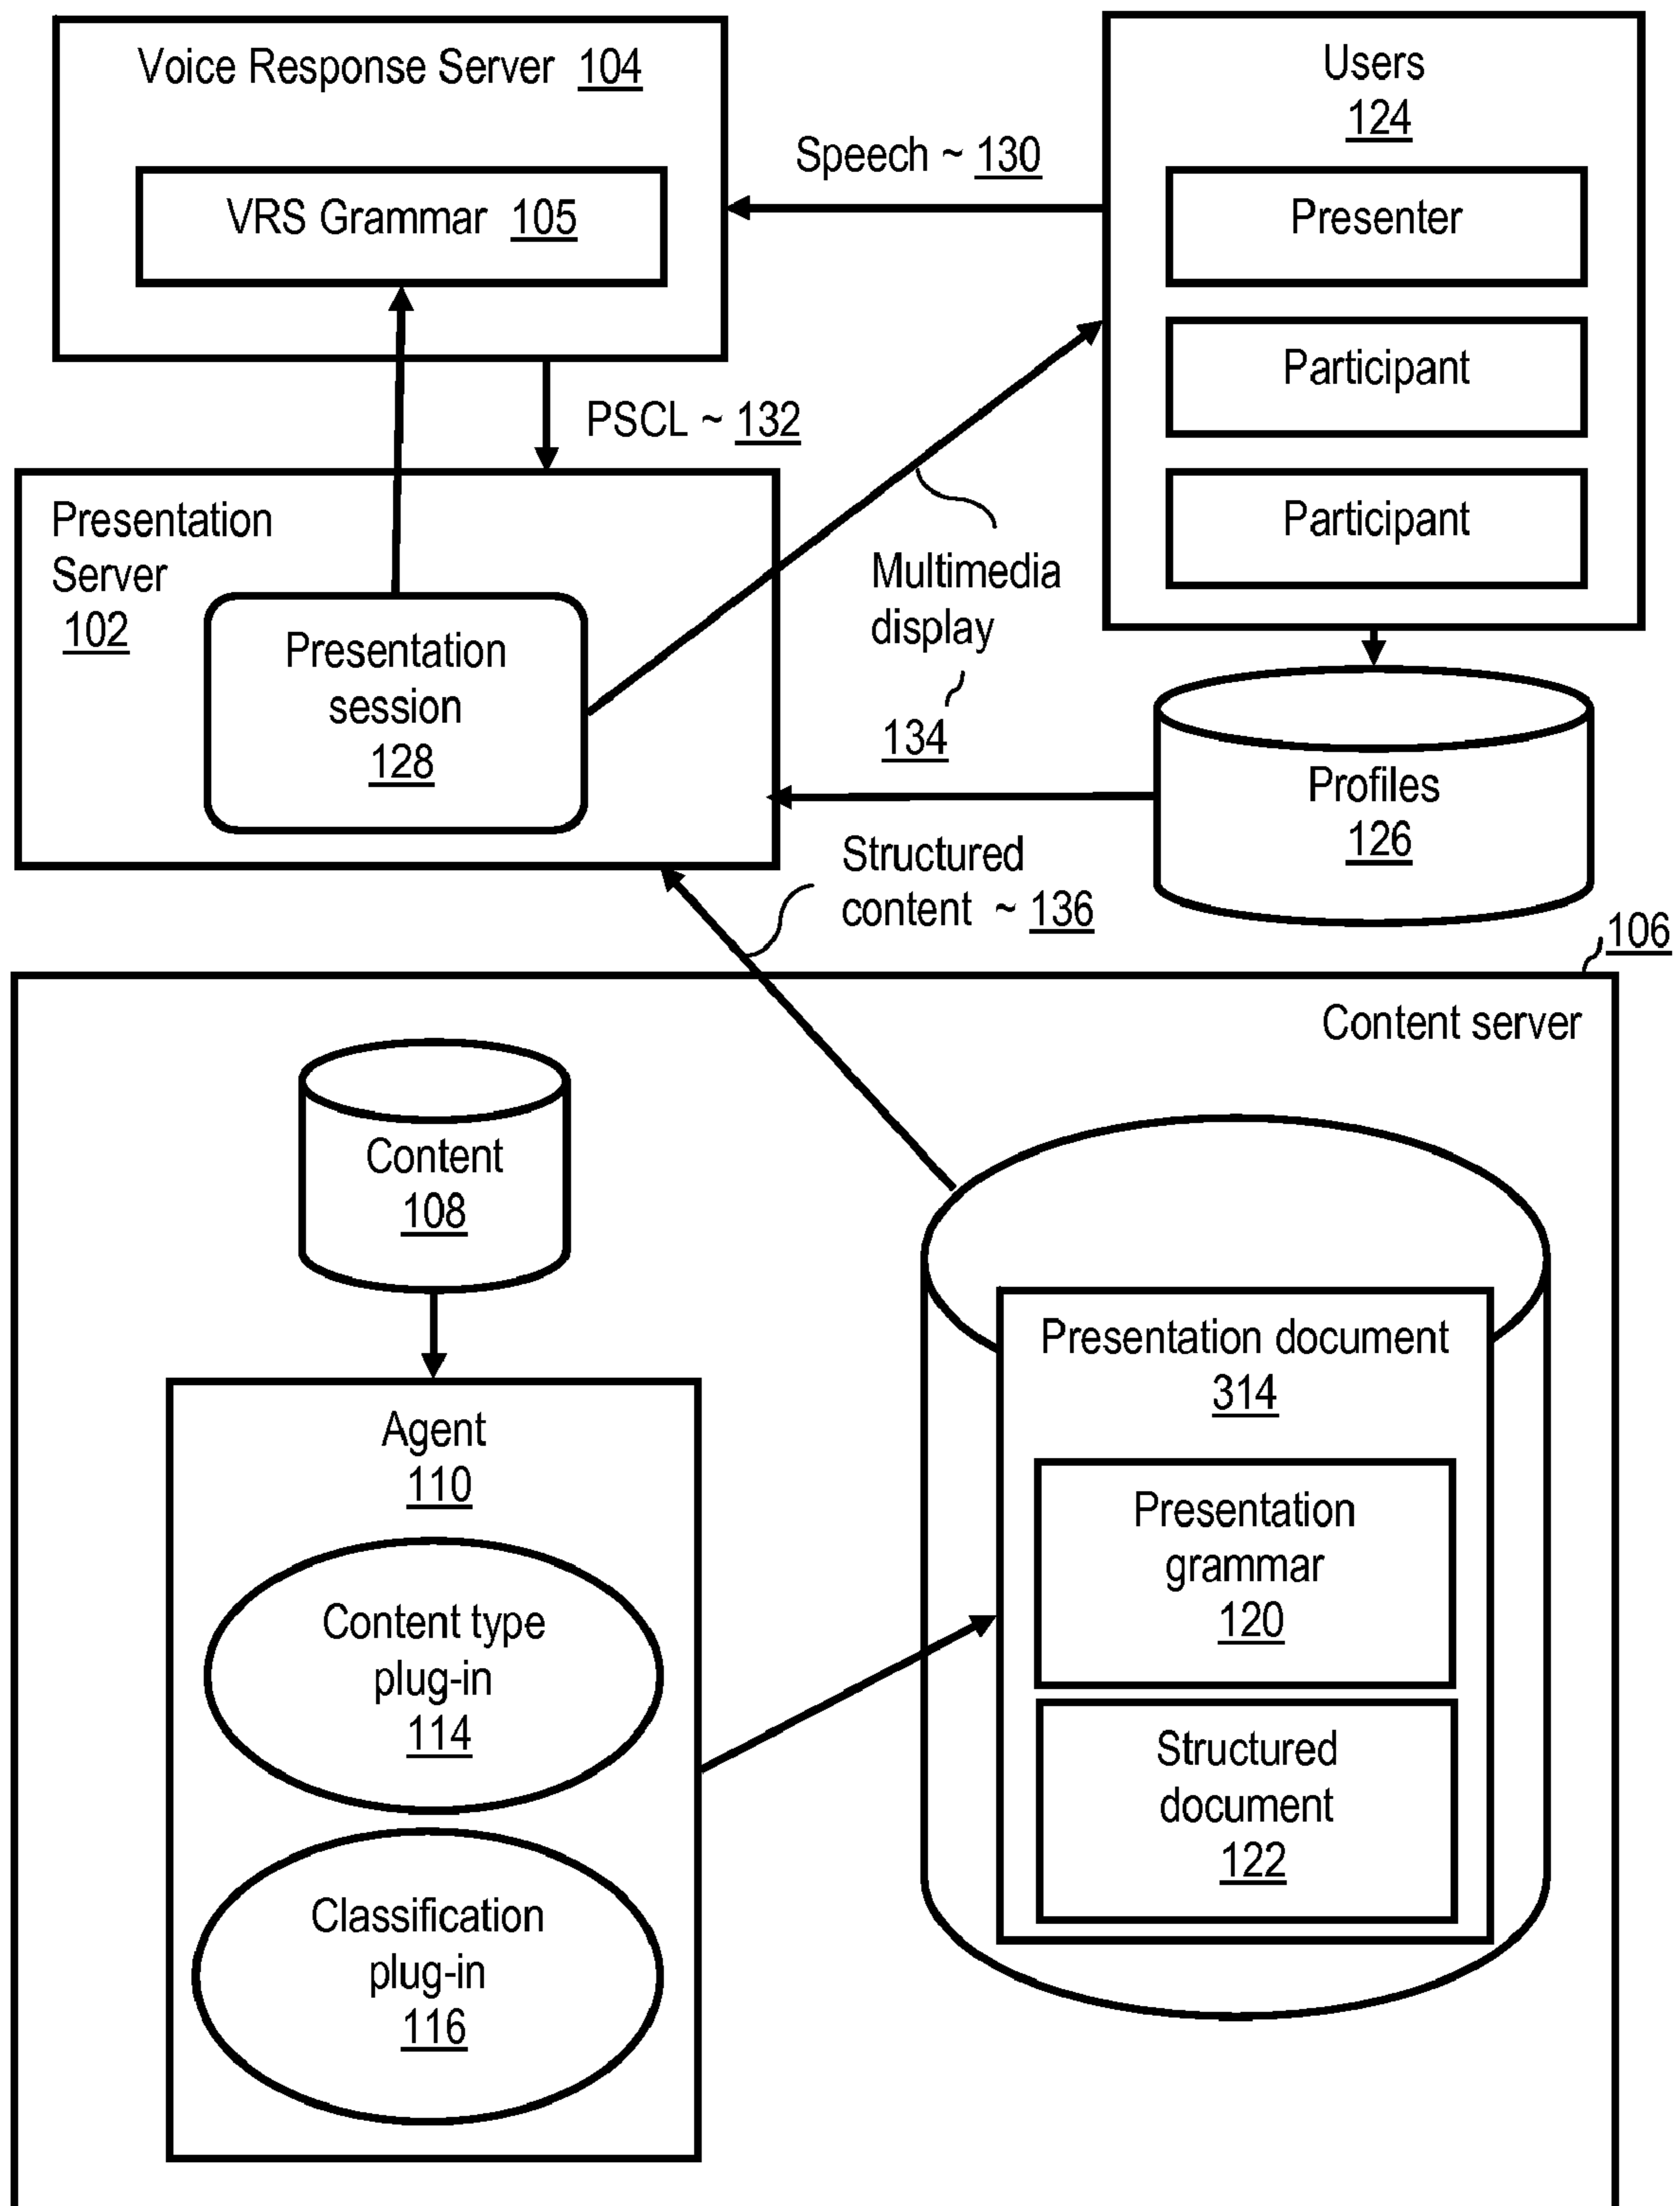 Voice Response Server 104
VRS Grammar 105
Speech ~ 130
Users
124
Presenter
Participant
Participant
PSCL ~ 132
Presentation
Server
102
Presentation
session
128
Multimedia
display
134
Profiles
126
Structured
content ~ 136
106
Content server
Content
108
Agent
110
Content type
plug-in
114
Classification
plug-in
116
Presentation document
314
Presentation
grammar
120
Structured
document
122